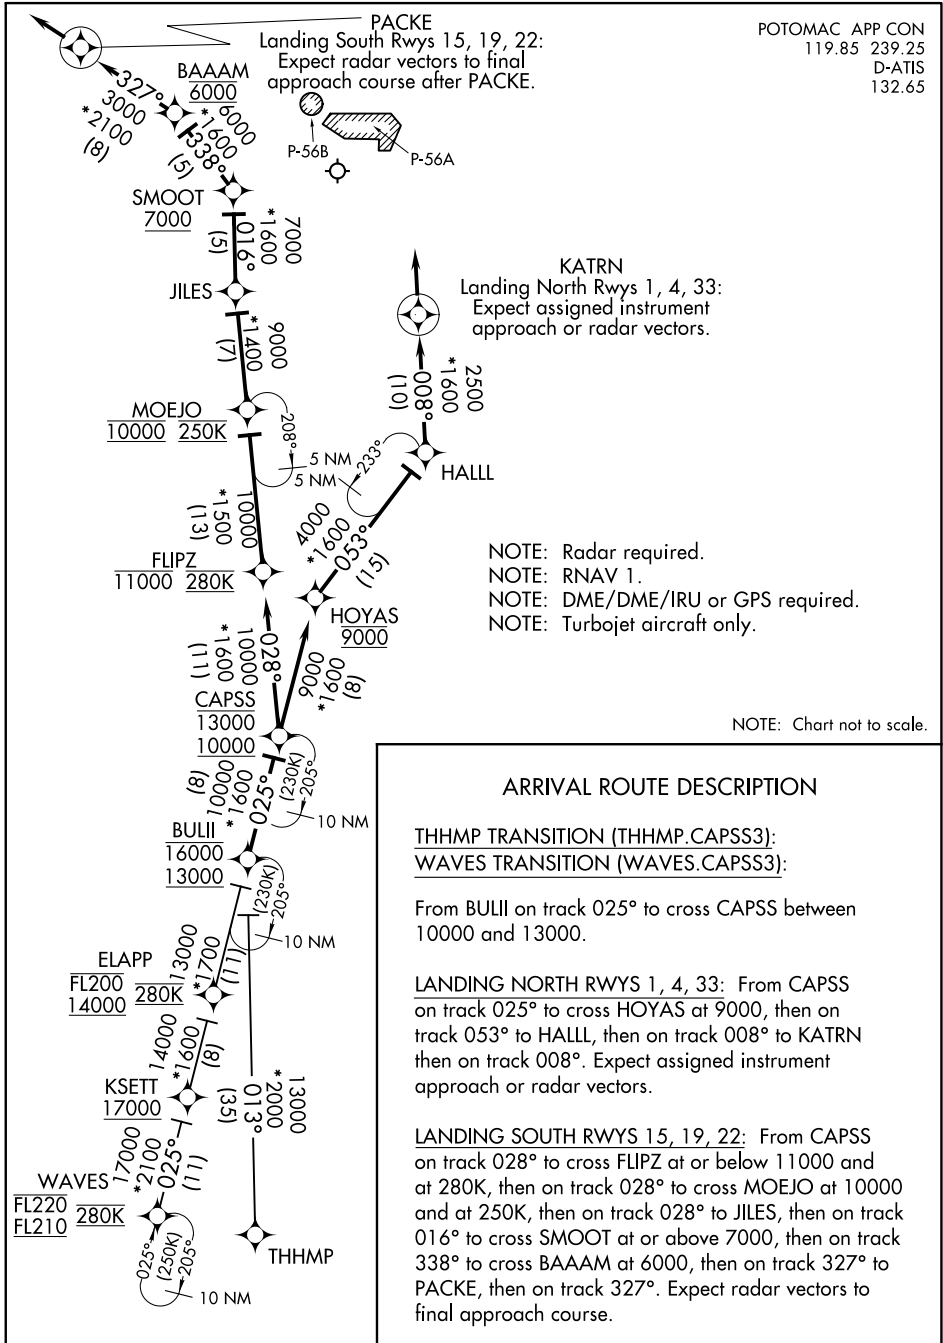 PACKE
Landing South Rwys 15, 19, 22:
Expect radar vectors to final
approach course after PACKE.
POTOMAC APP CON
119.85 239.25
D-ATIS
132.65
BAAAM
6000
327°
3000
*2100
(8)
6000
*1600
338°
(5)
P-56B
P-56A
SMOOT
7000
7000
*1600
016°
(5)
JILES
9000
*1400
(7)
KATRN
Landing North Rwys 1, 4, 33:
Expect assigned instrument
approach or radar vectors.
2500
*1600
008°
(10)
MOEJO
10000 250K
208°
5 NM
5 NM
233°
HALLL
10000
*1500
(13)
4000
*1600
053°
(15)
FLIPZ
11000 280K
HOYAS
9000
NOTE: Radar required.
NOTE: RNAV 1.
NOTE: DME/DME/IRU or GPS required.
NOTE: Turbojet aircraft only.
028°
10000
*1600
(11)
9000
*1600
(8)
CAPSS
13000
10000
NOTE: Chart not to scale.
(230K)
205°
10 NM
025°
10000
*1600
(8)
BULII
16000
13000
(230K)
205°
10 NM
13000
*1700
(11)
ELAPP
FL200
14000
280K
14000
*1600
(8)
KSETT
17000
13000
*2000
013°
(35)
17000
*2100
025°
(11)
WAVES
FL220
FL210
280K
025°
(250K)
205°
10 NM
THHMP
ARRIVAL ROUTE DESCRIPTION
THHMP TRANSITION (THHMP.CAPSS3):
WAVES TRANSITION (WAVES.CAPSS3):
From BULII on track 025° to cross CAPSS between
10000 and 13000.
LANDING NORTH RWYS 1, 4, 33: From CAPSS
on track 025° to cross HOYAS at 9000, then on
track 053° to HALLL, then on track 008° to KATRN
then on track 008°. Expect assigned instrument
approach or radar vectors.
LANDING SOUTH RWYS 15, 19, 22: From CAPSS
on track 028° to cross FLIPZ at or below 11000 and
at 280K, then on track 028° to cross MOEJO at 10000
and at 250K, then on track 028° to JILES, then on track
016° to cross SMOOT at or above 7000, then on track
338° to cross BAAAM at 6000, then on track 327° to
PACKE, then on track 327°. Expect radar vectors to
final approach course.